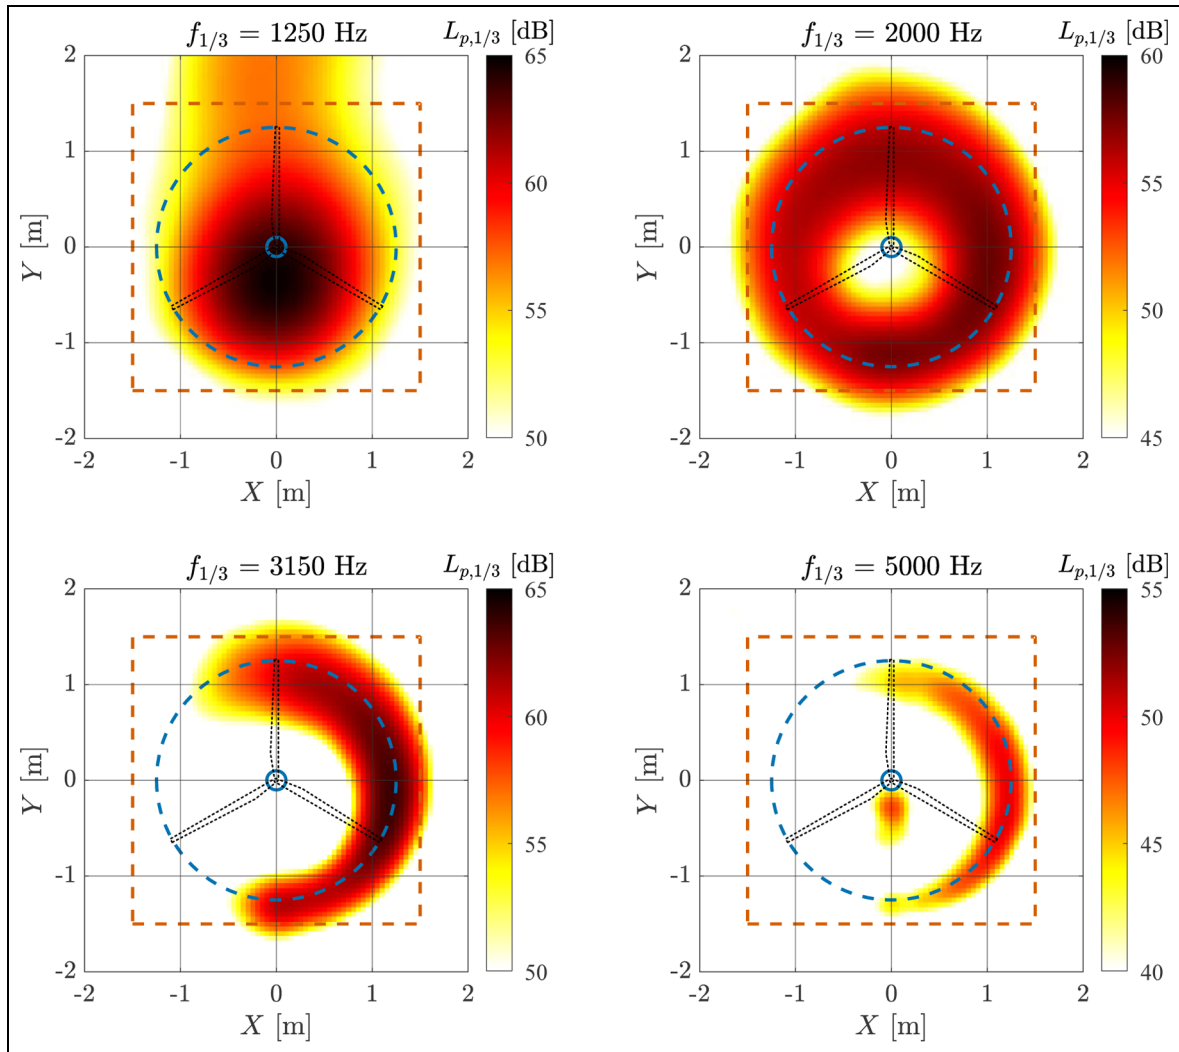 f1/3 = 1250 Hz Lp,1/3 [dB]
2
1
0
-1
-2
Y [m]
-2 -1 0 1 2
X [m]
65
60
55
50
f1/3 = 2000 Hz Lp,1/3 [dB]
2
1
0
-1
-2
Y [m]
-2 -1 0 1 2
X [m]
60
55
50
45
f1/3 = 3150 Hz Lp,1/3 [dB]
2
1
0
-1
-2
Y [m]
-2 -1 0 1 2
X [m]
65
60
55
50
f1/3 = 5000 Hz Lp,1/3 [dB]
2
1
0
-1
-2
Y [m]
-2 -1 0 1 2
X [m]
55
50
45
40